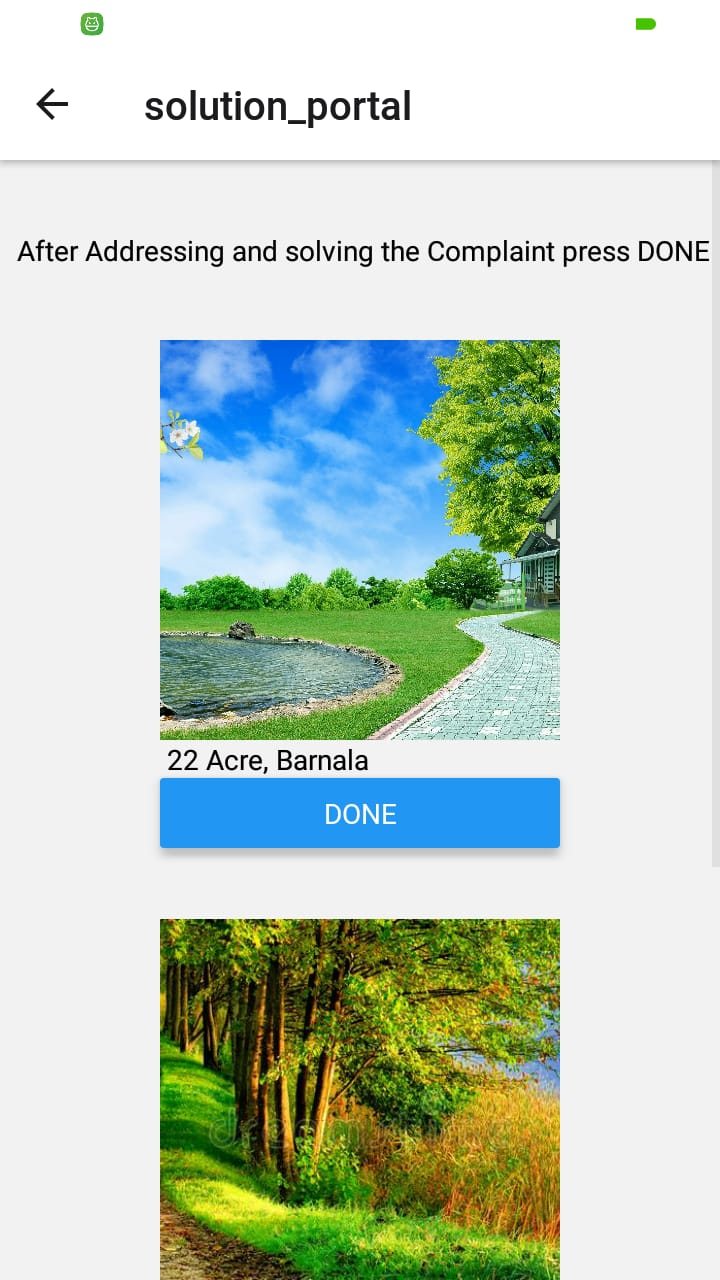 solution_portal
After Addressing and solving the Complaint press DONE
22 Acre, Barnala
DONE